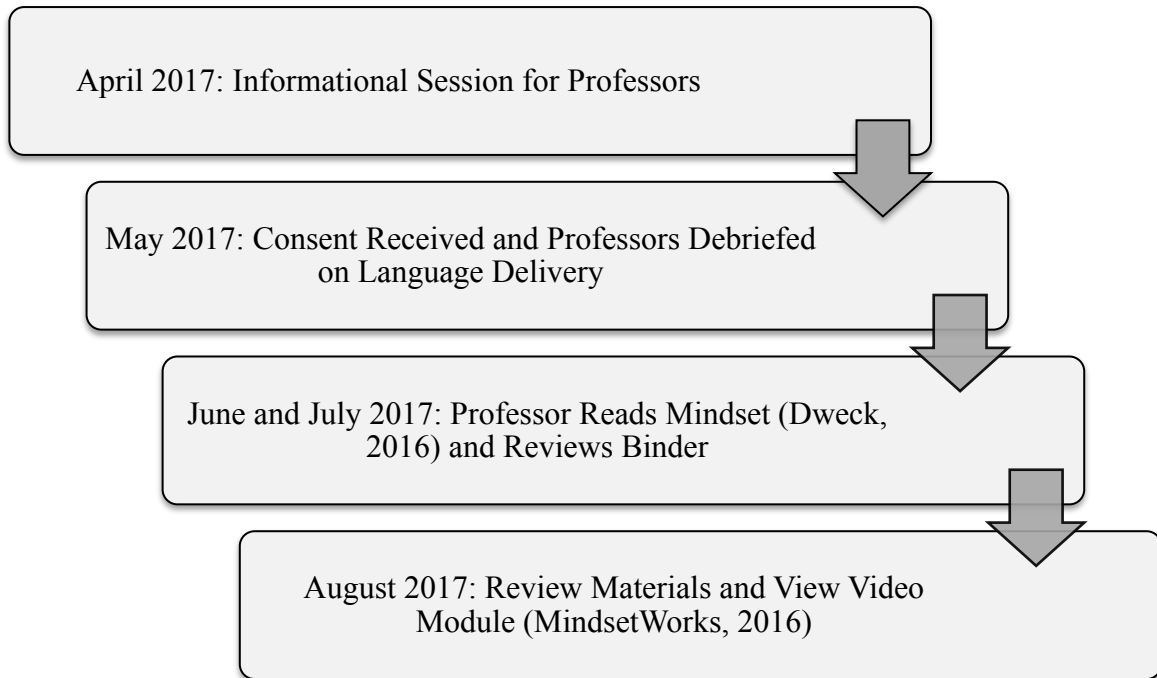 April 2017: Informational Session for Professors
May 2017: Consent Received and Professors Debriefed
on Language Delivery
June and July 2017: Professor Reads Mindset (Dweck,
2016) and Reviews Binder
August 2017: Review Materials and View Video
Module (MindsetWorks, 2016)